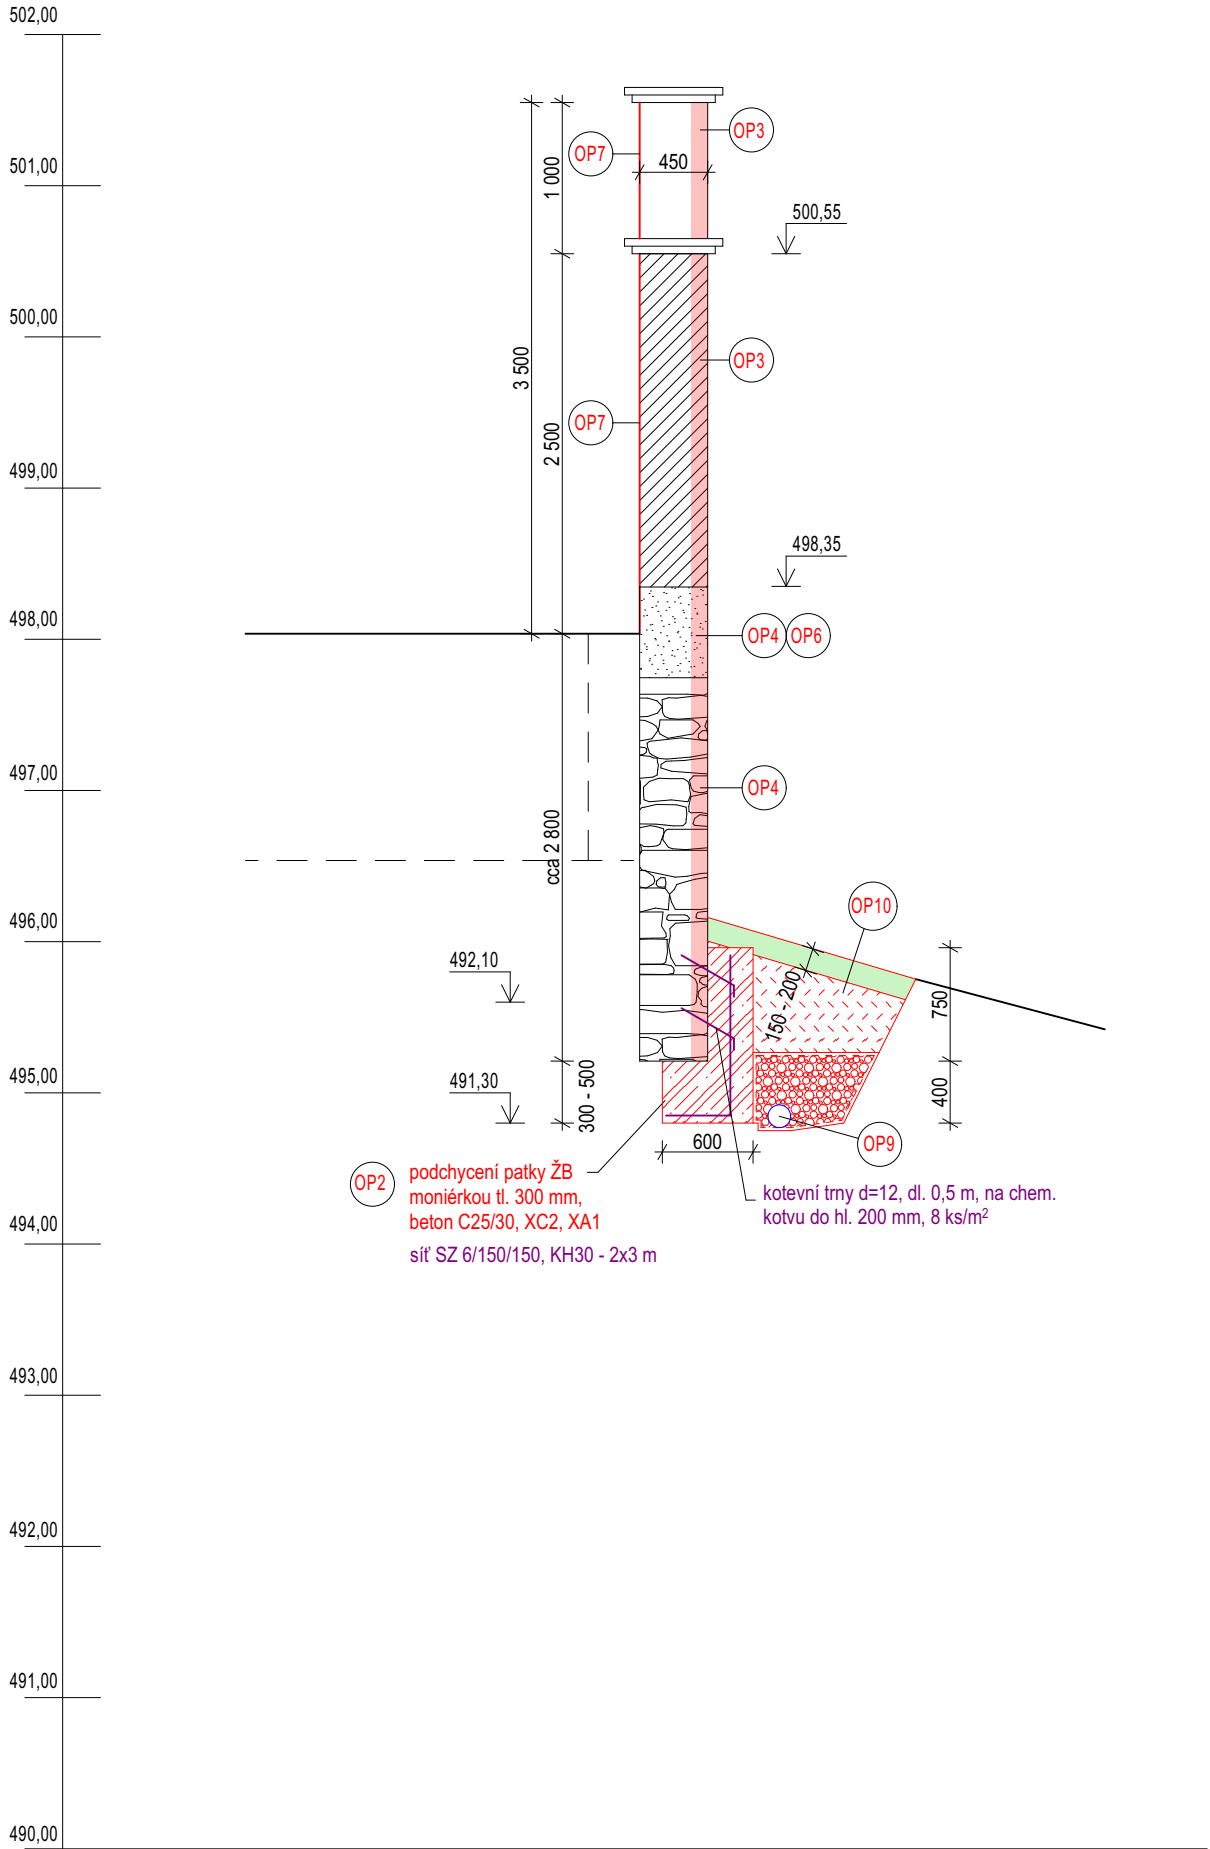 502,00
OP3
OP7
501,00
1 000
450
500,55
500,00
3 500
OP3
OP7
2 500
499,00
498,35
498,00
OP4
OP6
497,00
OP4
cca 2 800
OP10
496,00
492,10
150 - 200
750
495,00
491,30
300 - 500
400
600
OP9
OP2
podchycení patky ŽB
moniérkou tl. 300 mm,
beton C25/30, XC2, XA1
síť SZ 6/150/150, KH30 - 2x3 m
kotevní trny d=12, dl. 0,5 m, na chem.
kotvu do hl. 200 mm, 8 ks/m²
494,00
493,00
492,00
491,00
490,00